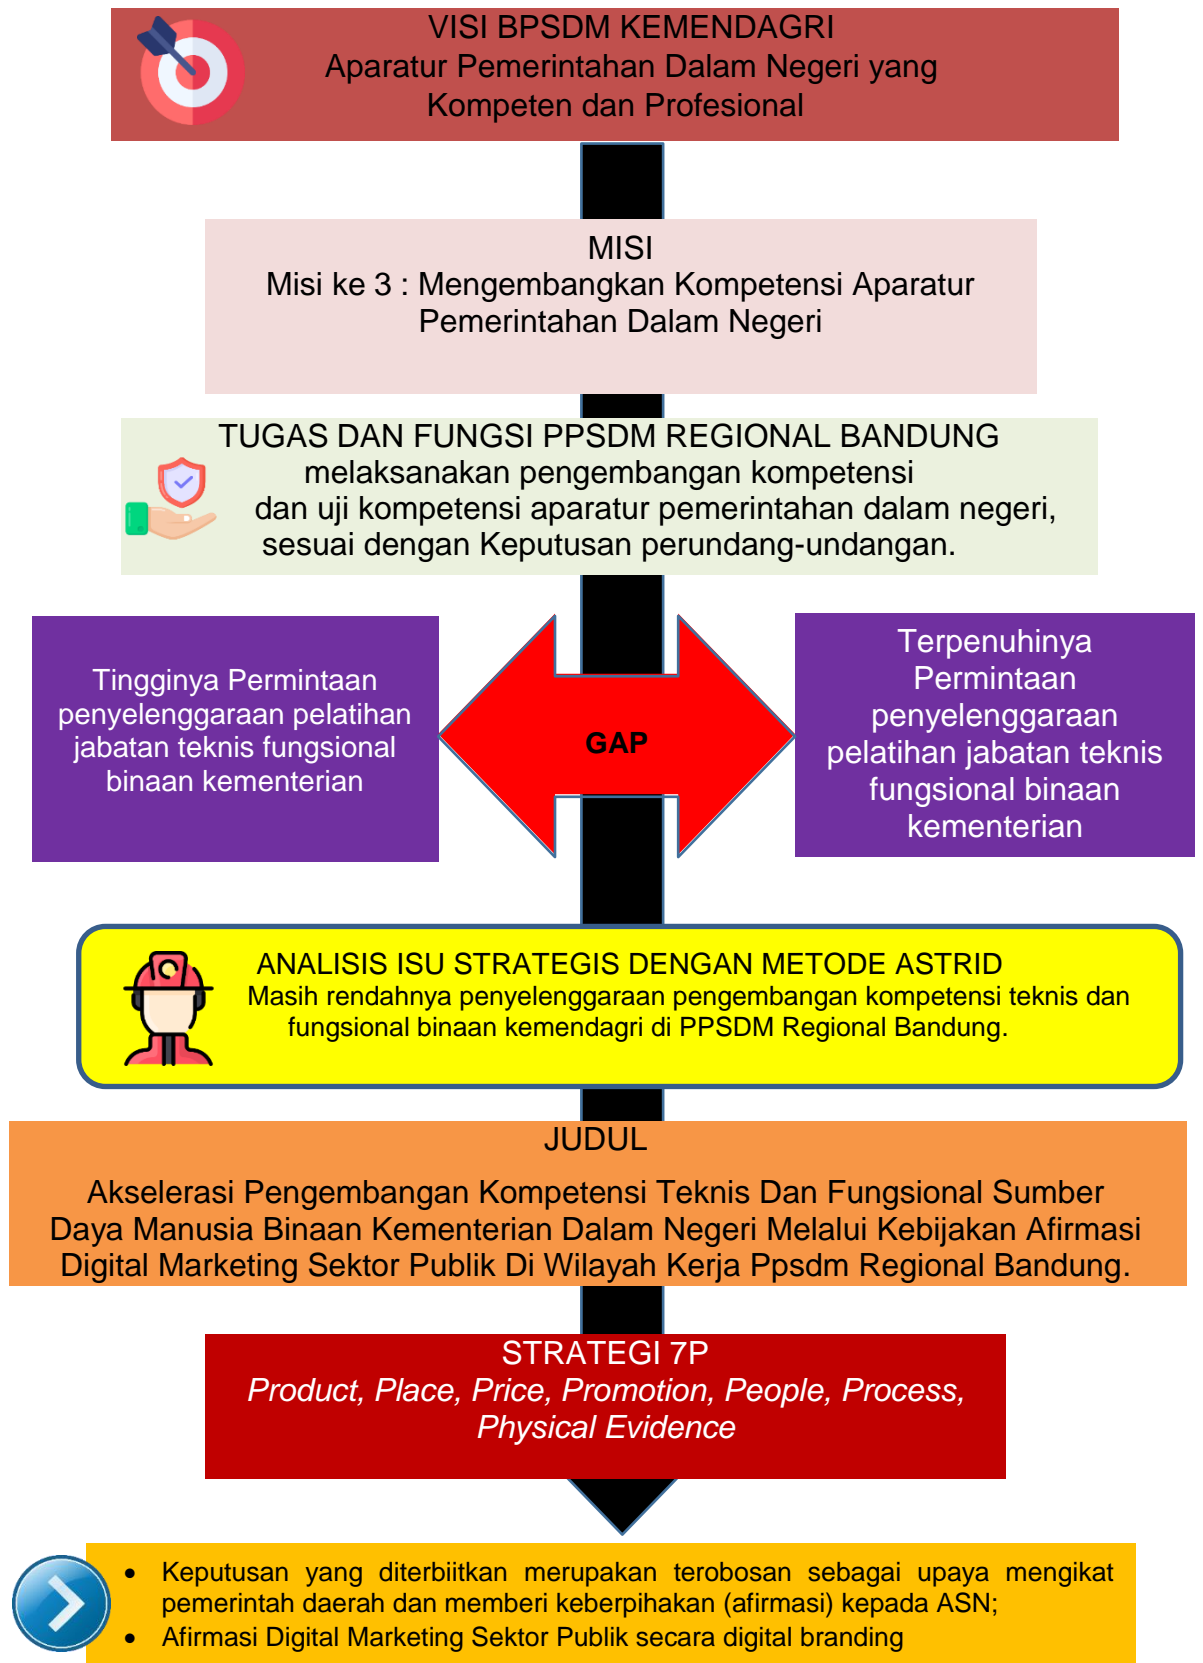 VISI BPSDM KEMENDAGRI
Aparatur Pemerintahan Dalam Negeri yang
Kompeten dan Profesional
MISI
Misi ke 3 : Mengembangkan Kompetensi Aparatur
Pemerintahan Dalam Negeri
TUGAS DAN FUNGSI PPSDM REGIONAL BANDUNG
melaksanakan pengembangan kompetensi
dan uji kompetensi aparatur pemerintahan dalam negeri,
sesuai dengan Keputusan perundang-undangan.
Tingginya Permintaan
penyelenggaraan pelatihan
jabatan teknis fungsional
binaan kementerian
GAP
Terpenuhinya
Permintaan
penyelenggaraan
pelatihan jabatan teknis
fungsional binaan
kementerian
ANALISIS ISU STRATEGIS DENGAN METODE ASTRID
Masih rendahnya penyelenggaraan pengembangan kompetensi teknis dan
fungsional binaan kemendagri di PPSDM Regional Bandung.
JUDUL
Akselerasi Pengembangan Kompetensi Teknis Dan Fungsional Sumber
Daya Manusia Binaan Kementerian Dalam Negeri Melalui Kebijakan Afirmasi
Digital Marketing Sektor Publik Di Wilayah Kerja Ppsdm Regional Bandung.
STRATEGI 7P
Product, Place, Price, Promotion, People, Process,
Physical Evidence
• Keputusan yang diterbiitkan merupakan terobosan sebagai upaya mengikat
pemerintah daerah dan memberi keberpihakan (afirmasi) kepada ASN;
• Afirmasi Digital Marketing Sektor Publik secara digital branding